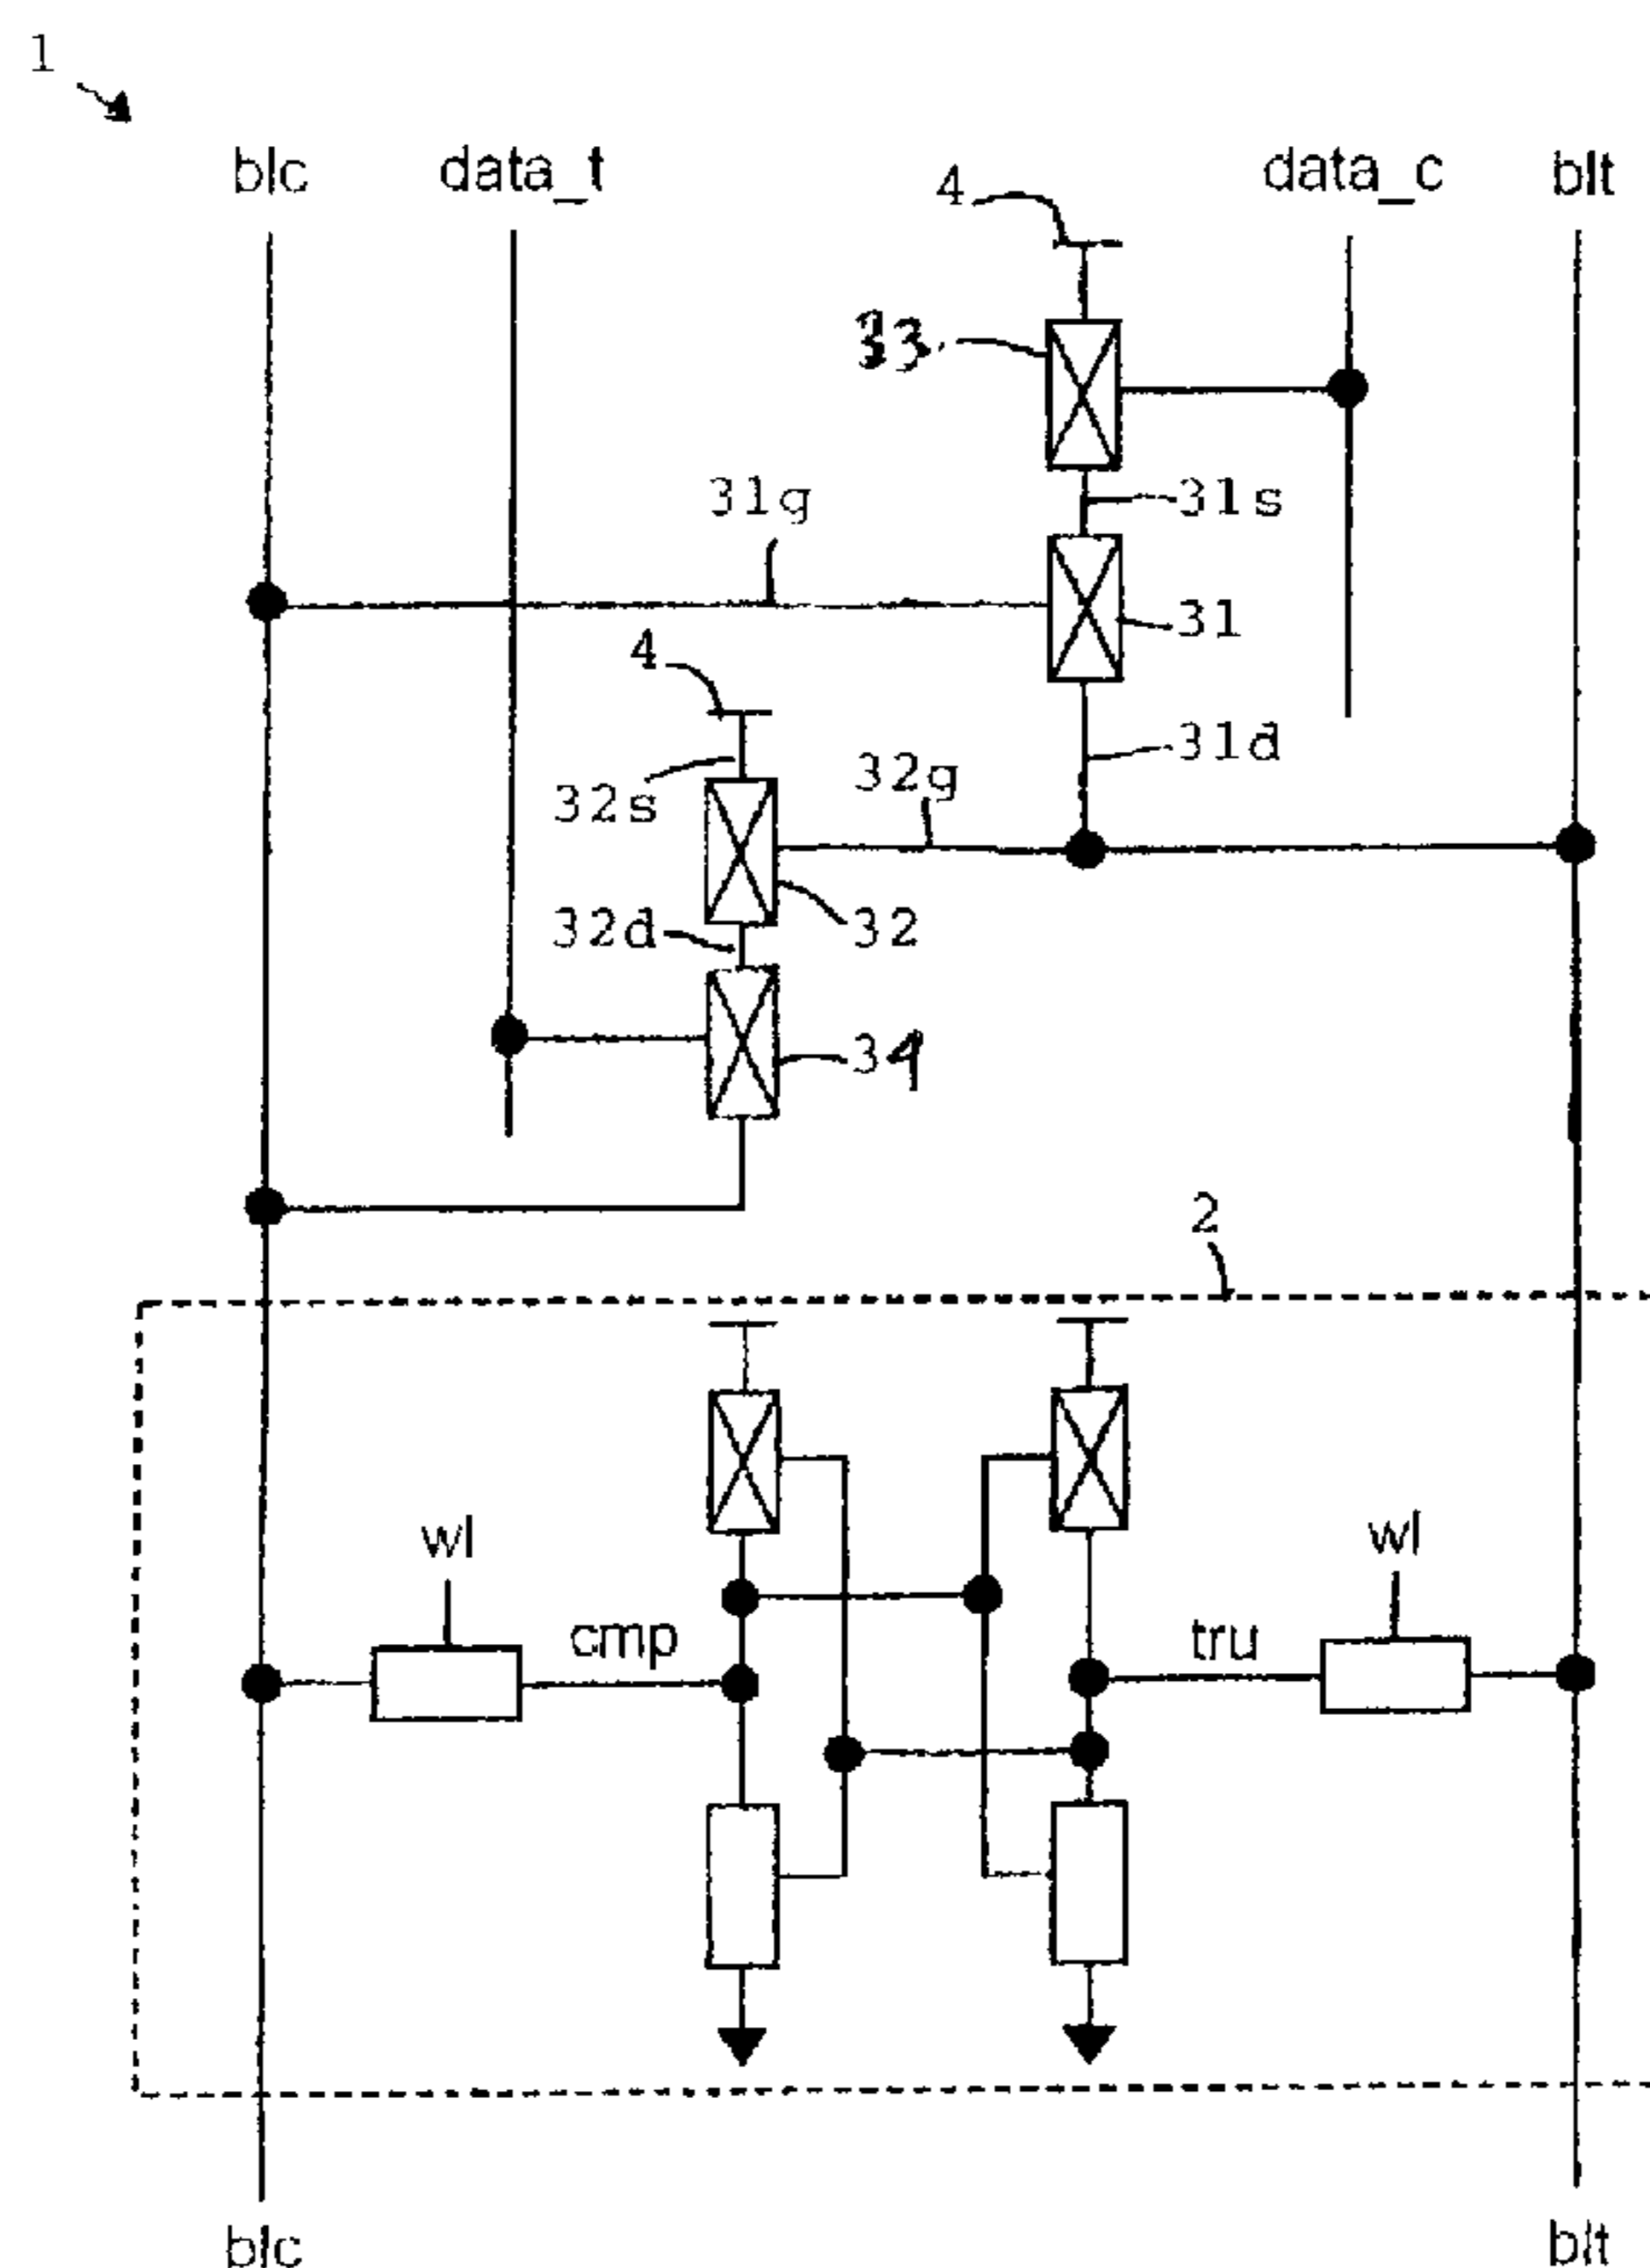 1
blc data_t data_c blt
4
33
31g 31s
31
4
31d
32s 32g
32d 32
34
2
wl wl
cmp tru
blc blt